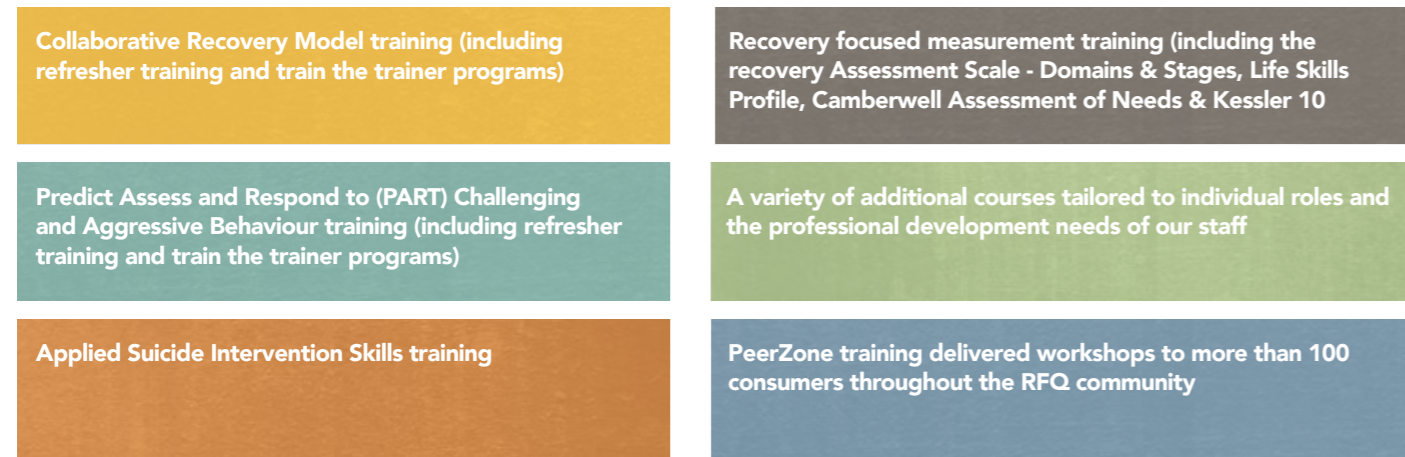 Collaborative Recovery Model training (including
refresher training and train the trainer programs)
Recovery focused measurement training (including the
recovery Assessment Scale - Domains & Stages, Life Skills
Profile, Camberwell Assessment of Needs & Kessler 10
Predict Assess and Respond to (PART) Challenging
and Aggressive Behaviour training (including refresher
training and train the trainer programs)
A variety of additional courses tailored to individual roles and
the professional development needs of our staff
Applied Suicide Intervention Skills training
PeerZone training delivered workshops to more than 100
consumers throughout the RFQ community